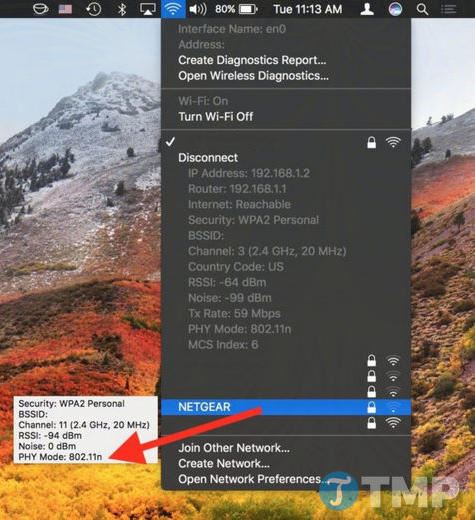 80%
Tue 11:13 AM
Interface Name: en0
Address:
Create Diagnostics Report...
Open Wireless Diagnostics...
Wi-Fi: On
Turn Wi-Fi Off
Disconnect
IP Address: 192.168.1.2
Router: 192.168.1.1
Internet: Reachable
Security: WPA2 Personal
BSSID:
Channel: 3 (2.4 GHz, 20 MHz)
Country Code: US
RSSI: -64 dBm
Noise: -99 dBm
Tx Rate: 59 Mbps
PHY Mode: 802.11n
MCS Index: 6
NETGEAR
Security: WPA2 Personal
BSSID:
Channel: 11 (2.4 GHz, 20 MHz)
RSSI: -94 dBm
Noise: 0 dBm
PHY Mode: 802.11n
Join Other Network...
Create Network...
Open Network Preferences...
TMP